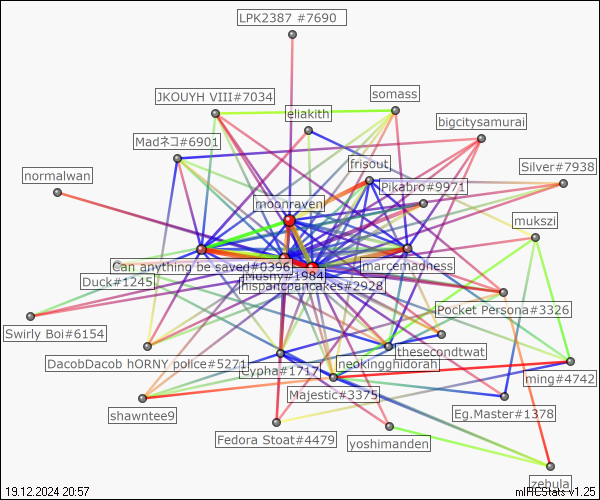 LPK2387 #7690
JKOUYH VIII#7034
somass
eliakith
bigcitysamurai
Madネコ#6901
frisout
normalwan
Silver#7938
Pikabro#9971
moonraven
mukszi
Can anything be saved#0396
marcemadness
Duck#1245
Mushy#1984
hispanicpancakes#2928
Pocket Persona#3326
Swirly Boi#6154
thesecondtwat
DacobDacob hORNY police#5271
neokingghidorah
Cypha#1717
ming#4742
Majestic#3375
shawntee9
Eg.Master#1378
Fedora Stoat#4479
yoshimanden
zebula
19.12.2024 20:57
mIRCStats v1.25